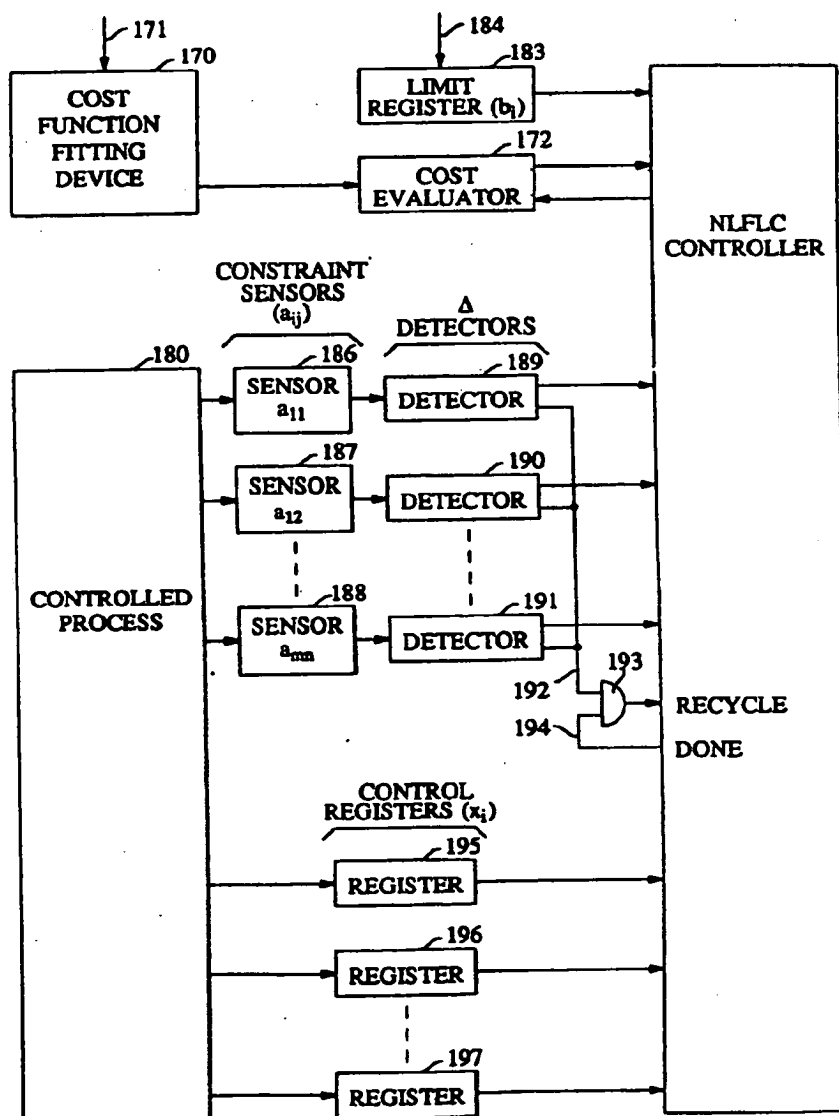 171
170
COST
FUNCTION
FITTING
DEVICE
184
183
LIMIT
REGISTER (b_i)
172
COST
EVALUATOR
NLFLC
CONTROLLER
CONSTRAINT
SENSORS
(a_ij)
Δ
DETECTORS
180
CONTROLLED
PROCESS
186
SENSOR
a_11
189
DETECTOR
187
SENSOR
a_12
190
DETECTOR
188
SENSOR
a_mn
191
DETECTOR
192
193
194
RECYCLE
DONE
CONTROL
REGISTERS (x_i)
195
REGISTER
196
REGISTER
197
REGISTER